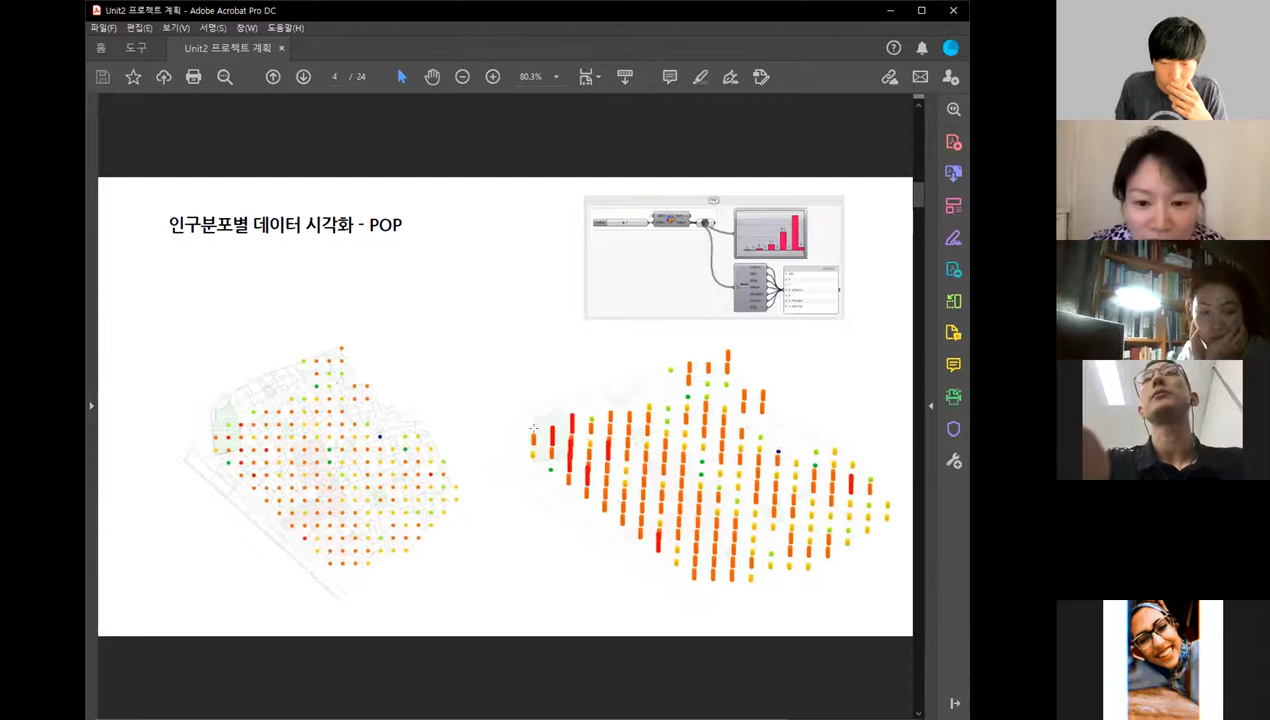 Unit2 프로젝트 계획 - Adobe Acrobat Pro DC
파일(F) 편집(E) 보기(V) 서명(S) 창(W) 도움말(H)
홈 도구 Unit2 프로젝트 계획 ×
4 / 24 80.3%
인구분포별 데이터 시각화 - POP
POP